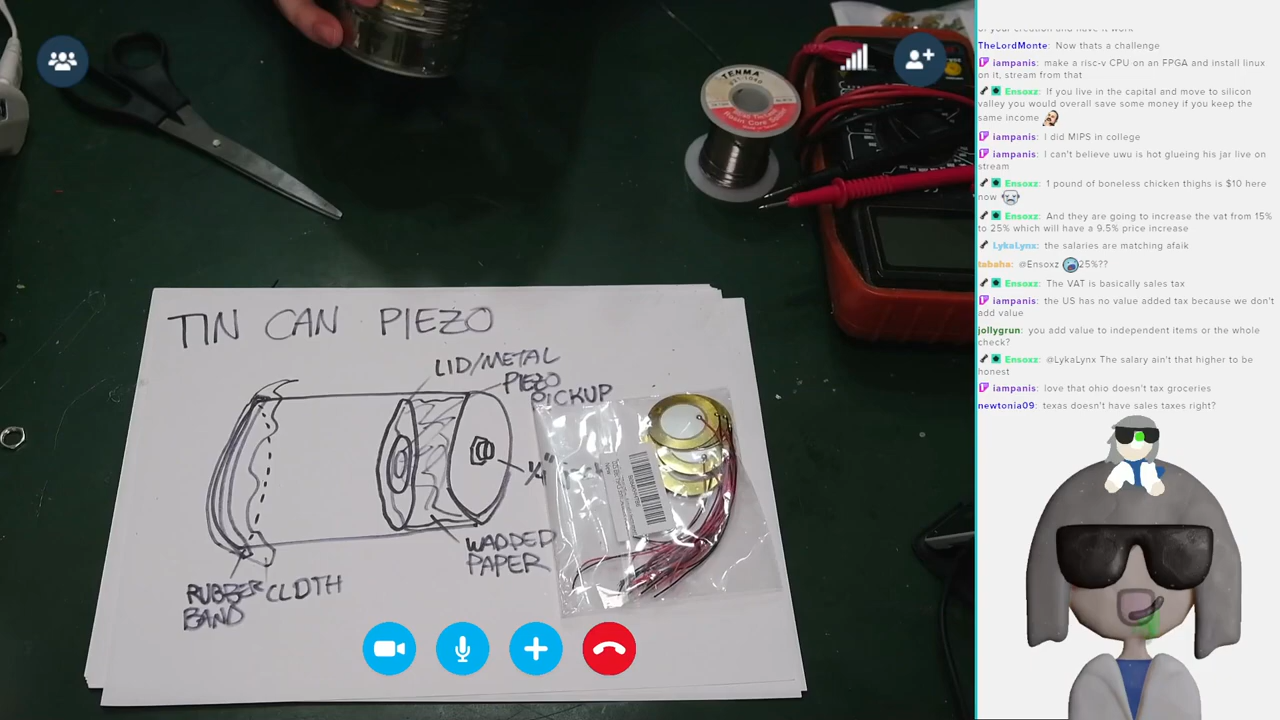 TIN CAN PIEZO
LID/METAL
PIEZO
PICKUP
1/4"
WADDED
PAPER
RUBBER
BAND
CLOTH
TENMA
TheLordMonte: Now thats a challenge
iampanis: make a risc-v CPU on an FPGA and install linux
on it, stream from that
Ensoxz: If you live in the capital and move to silicon
valley you would overall save some money if you keep the
same income
iampanis: I did MIPS in college
iampanis: I can't believe uwu is hot glueing his jar live on
stream
Ensoxz: 1 pound of boneless chicken thighs is $10 here
now
Ensoxz: And they are going to increase the vat from 15%
to 25% which will have a 9.5% price increase
LykaLynx: the salaries are matching afaik
tabaha: @Ensoxz 25%??
Ensoxz: The VAT is basically sales tax
iampanis: the US has no value added tax because we don't
add value
jollygrun: you add value to independent items or the whole
check?
Ensoxz: @LykaLynx The salary ain't that higher to be
honest
iampanis: love that ohio doesn't tax groceries
newtonia09: texas doesn't have sales taxes right?